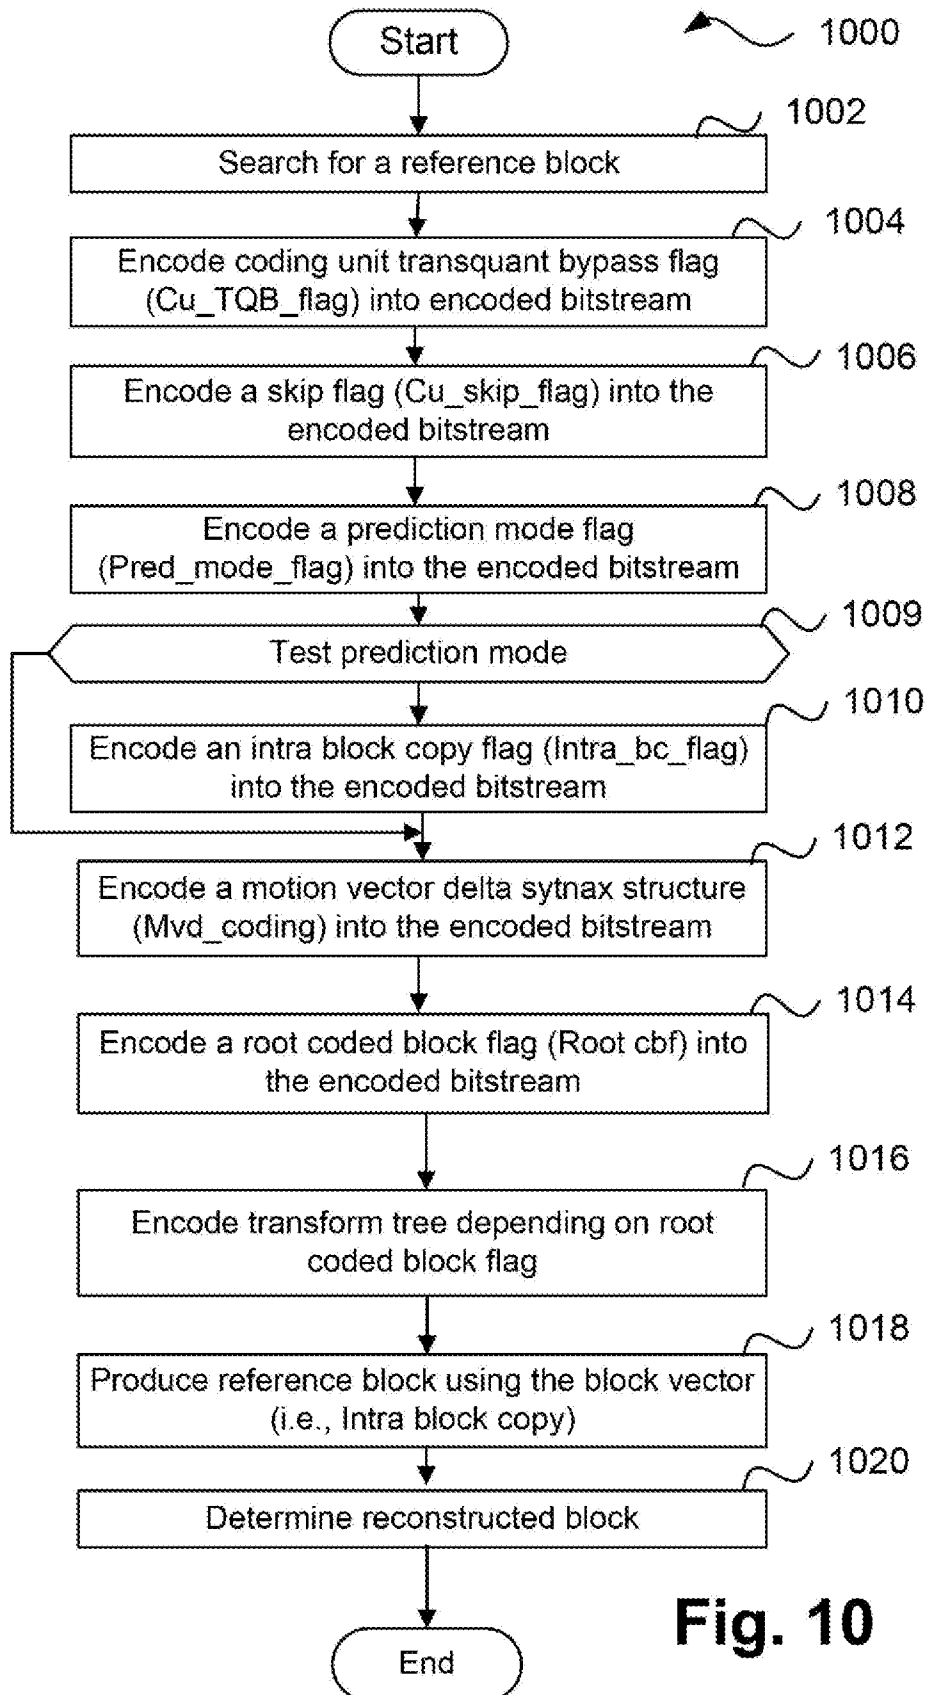 Start
1000
1002
Search for a reference block
1004
Encode coding unit transquant bypass flag
(Cu_TQB_flag) into encoded bitstream
1006
Encode a skip flag (Cu_skip_flag) into the
encoded bitstream
1008
Encode a prediction mode flag
(Pred_mode_flag) into the encoded bitstream
1009
Test prediction mode
1010
Encode an intra block copy flag (Intra_bc_flag)
into the encoded bitstream
1012
Encode a motion vector delta sytnax structure
(Mvd_coding) into the encoded bitstream
1014
Encode a root coded block flag (Root cbf) into
the encoded bitstream
1016
Encode transform tree depending on root
coded block flag
1018
Produce reference block using the block vector
(i.e., Intra block copy)
1020
Determine reconstructed block
Fig. 10
End